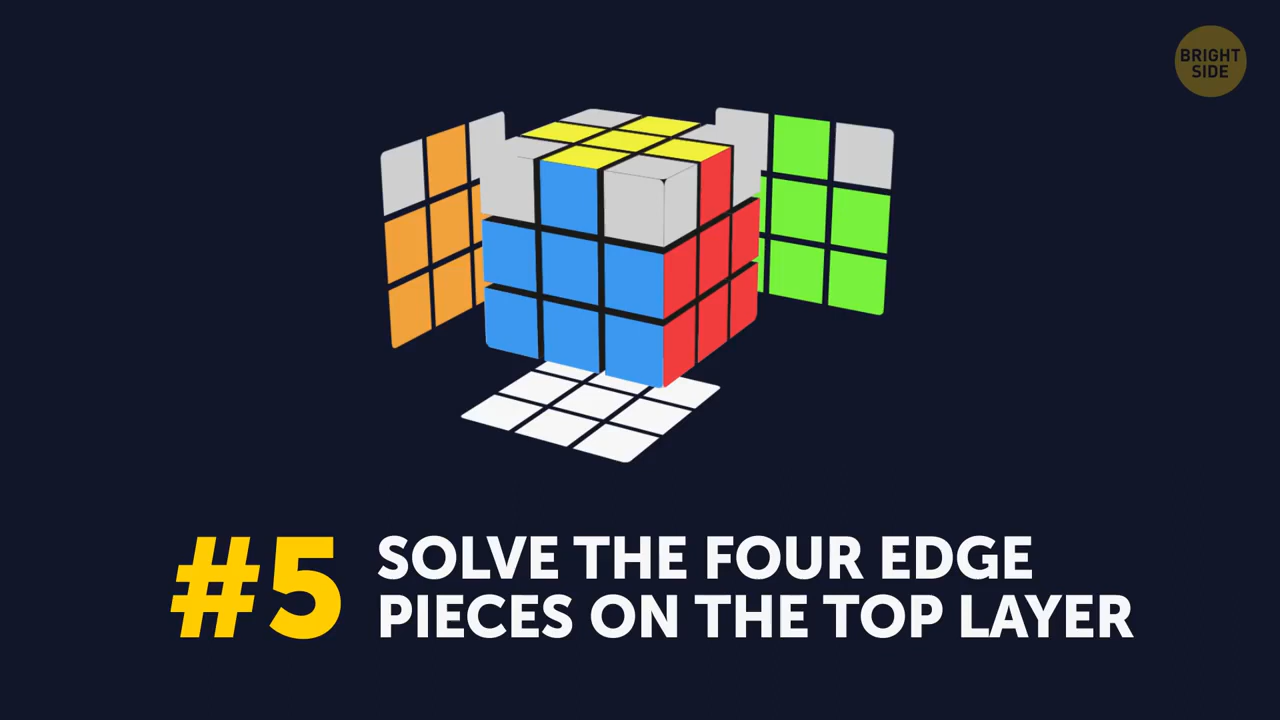 BRIGHT
SIDE
#5
SOLVE THE FOUR EDGE
PIECES ON THE TOP LAYER